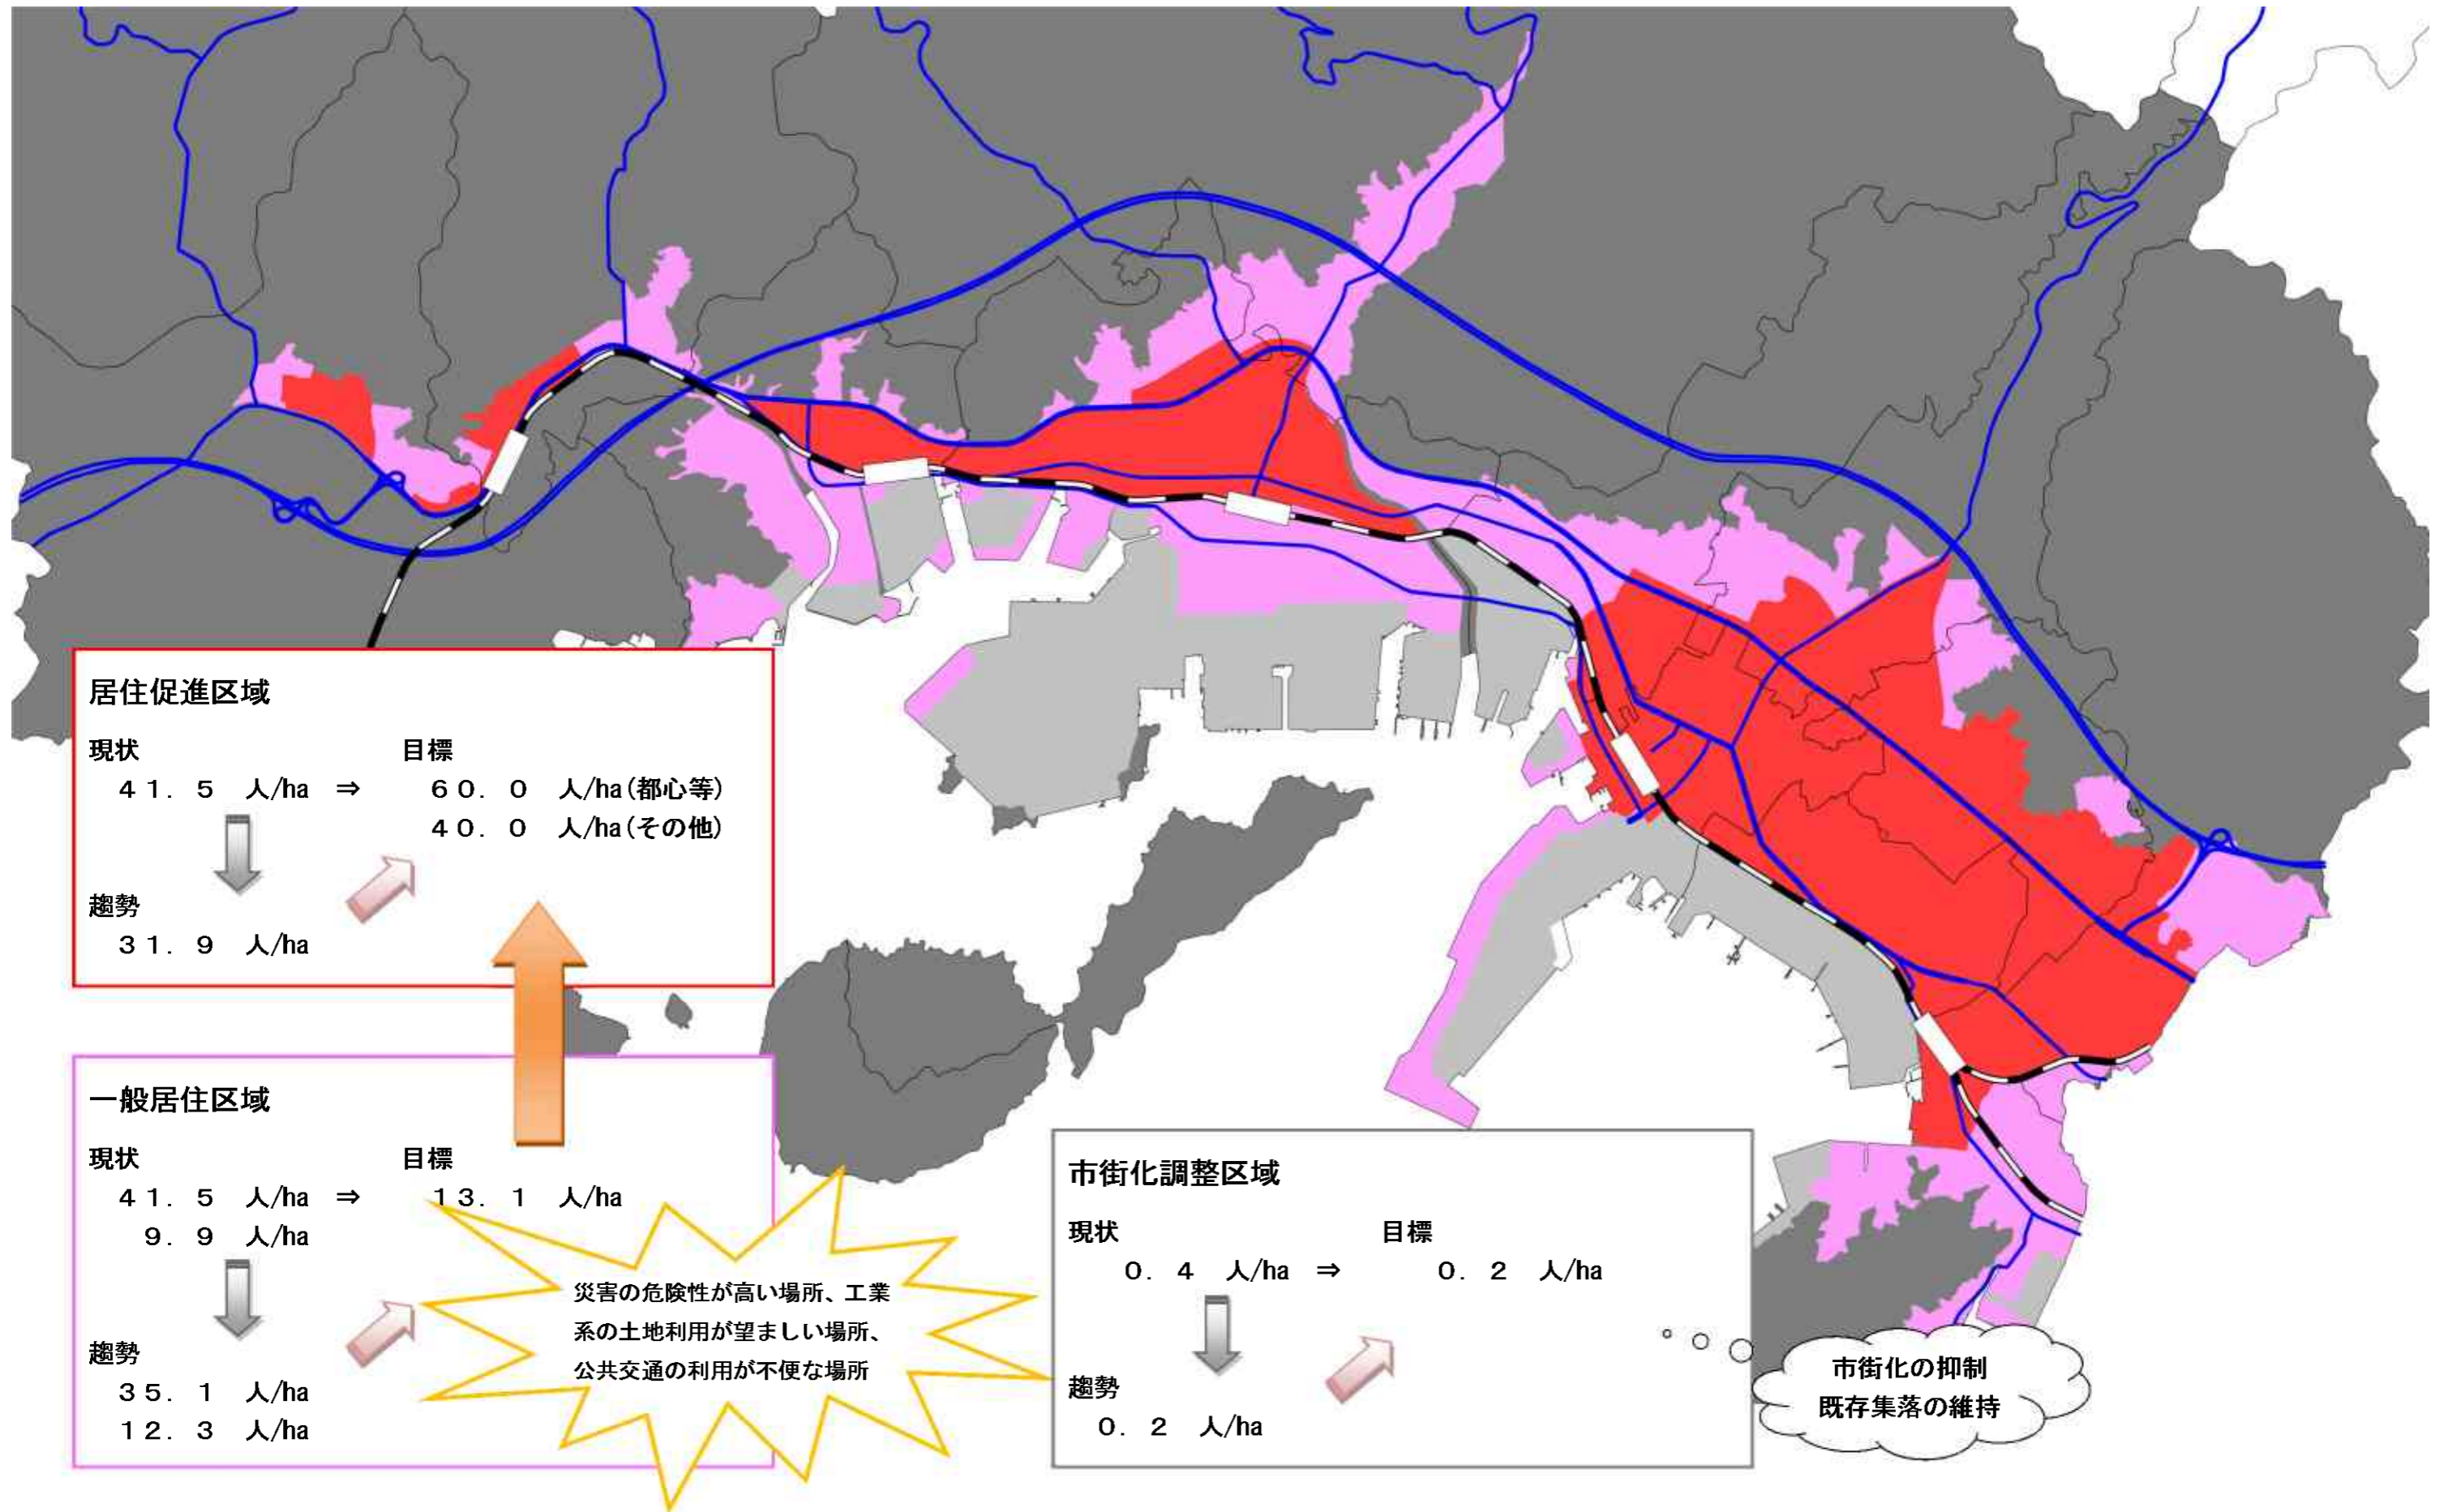 居住促進区域
現状 目標
41.5 人/ha ⇒ 60.0 人/ha(都心等)
40.0 人/ha(その他)
趨勢
31.9 人/ha
一般居住区域
現状 目標
41.5 人/ha ⇒ 13.1 人/ha
9.9 人/ha
趨勢
35.1 人/ha
12.3 人/ha
災害の危険性が高い場所、工業
系の土地利用が望ましい場所、
公共交通の利用が不便な場所
市街化調整区域
現状 目標
0.4 人/ha ⇒ 0.2 人/ha
趨勢
0.2 人/ha
市街化の抑制
既存集落の維持